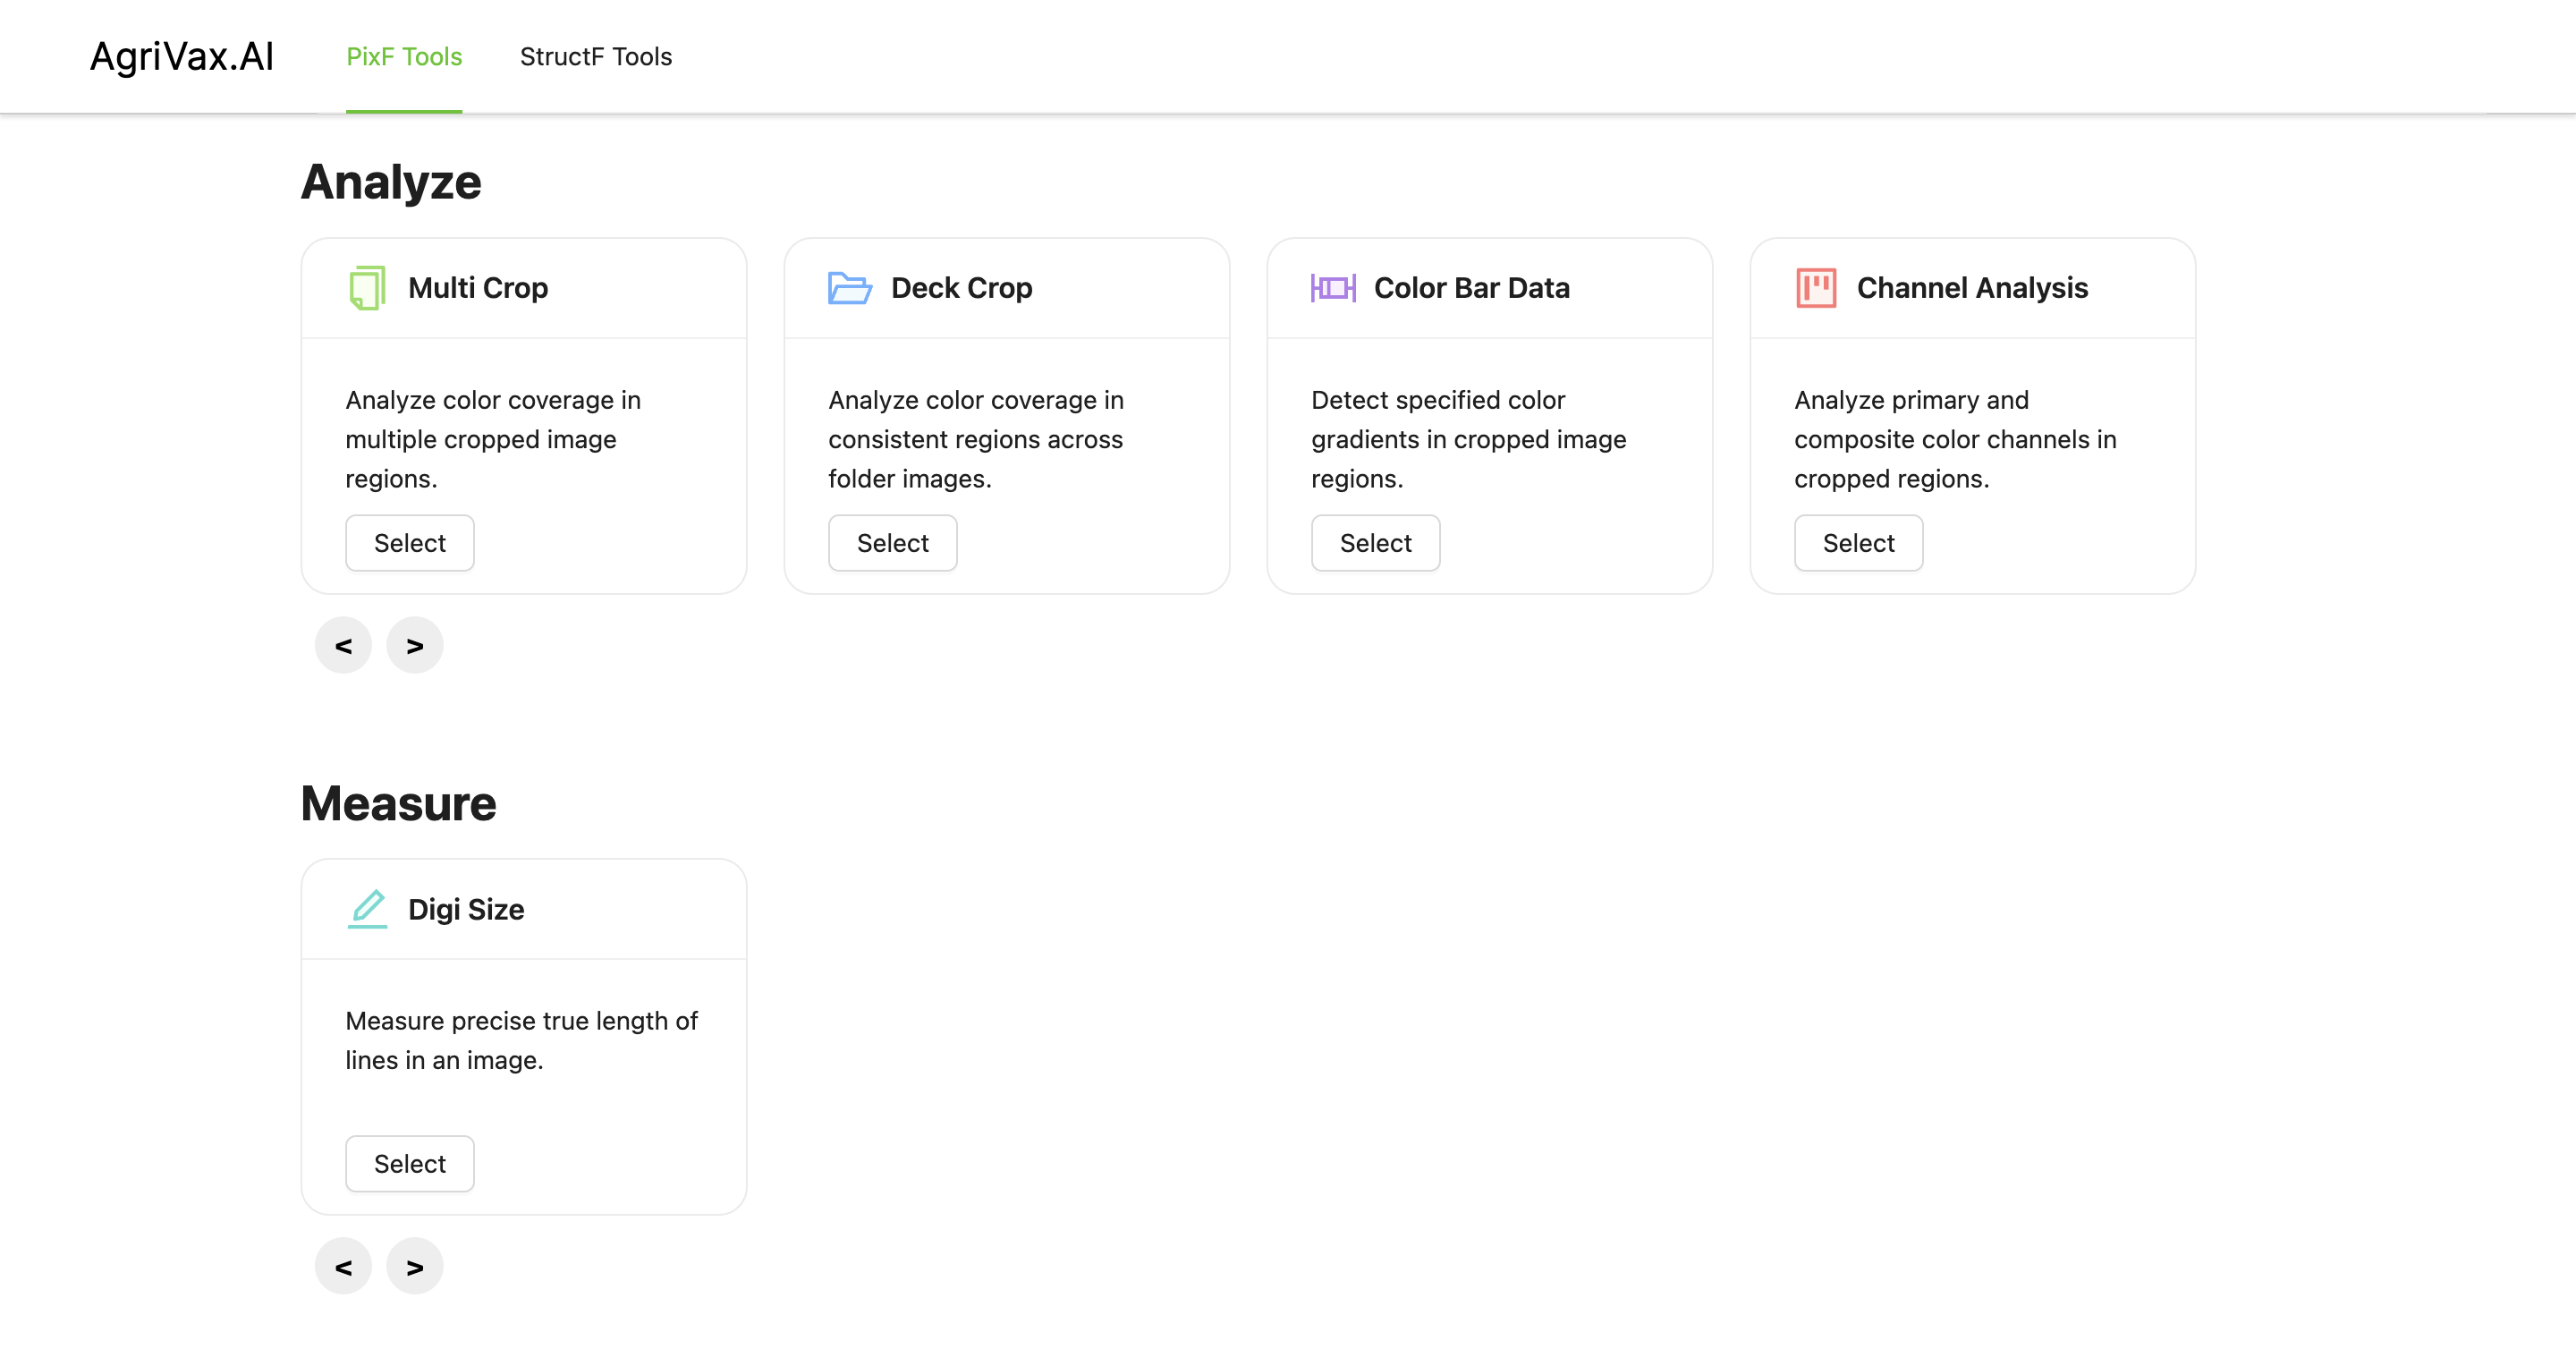 AgriVax.AI
PixF Tools
StructF Tools
Analyze
Multi Crop
Analyze color coverage in
multiple cropped image
regions.
Select
Deck Crop
Analyze color coverage in
consistent regions across
folder images.
Select
Color Bar Data
Detect specified color
gradients in cropped image
regions.
Select
Channel Analysis
Analyze primary and
composite color channels in
cropped regions.
Select
< >
Measure
Digi Size
Measure precise true length of
lines in an image.
Select
< >